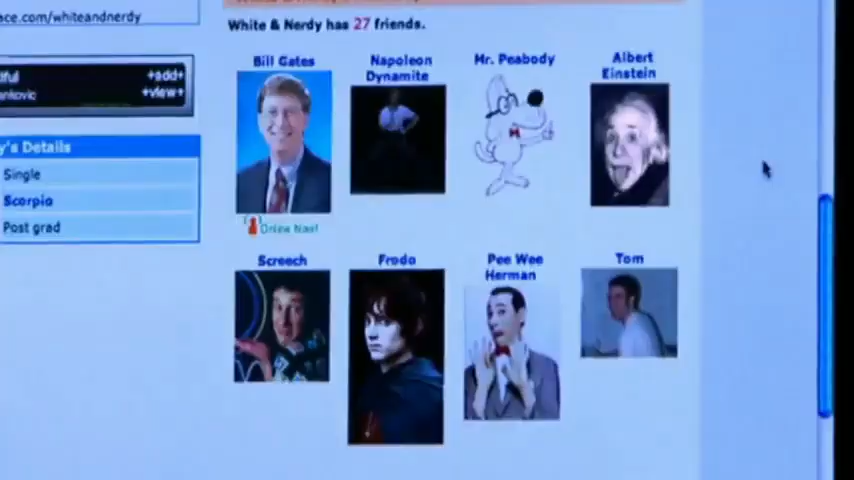 ace.com/whiteandnerdy
White & Nerdy has 27 friends.
Bill Gates
Napoleon
Dynamite
Mr. Peabody
Albert
Einstein
+add+
+view+
y's Details
Single
Scorpio
Post grad
Online Now!
Screech
Frodo
Pee Wee
Herman
Tom